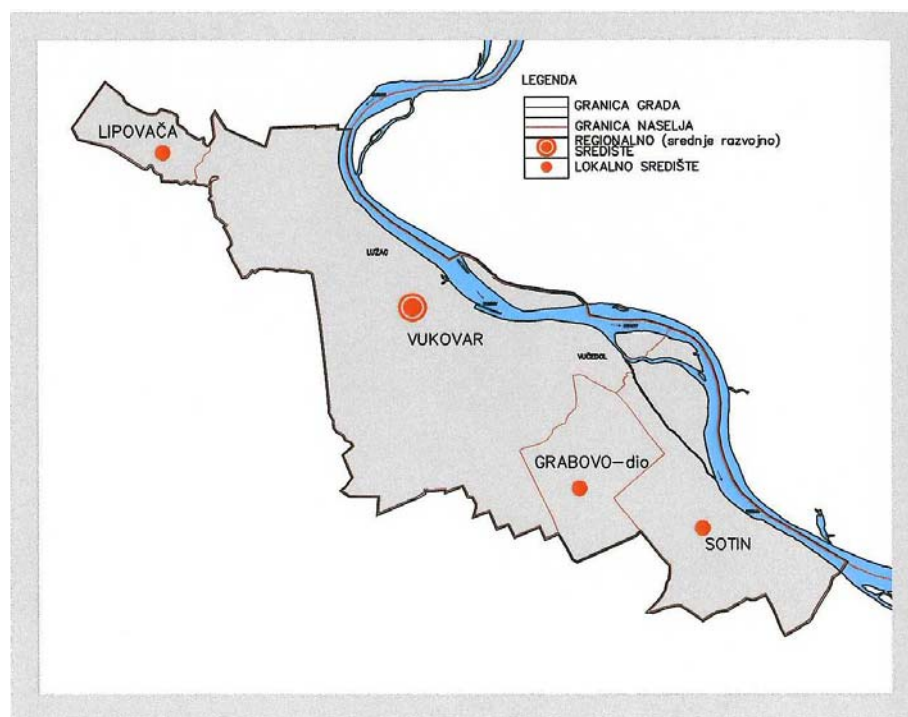 LEGENDA
GRANICA GRADA
GRANICA NASELJA
REGIONALNO (srednje razvojno)
SREDIŠTE
LOKALNO SREDIŠTE
LIPOVAČA
LUŽAC
VUKOVAR
VUČEDOL
GRABOVO-dio
SOTIN